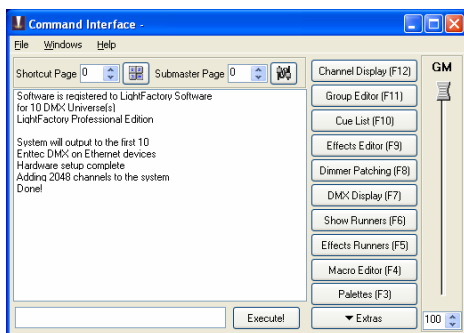 Command Interface -
File Windows Help
Shortcut Page 0 Submaster Page 0
Software is registered to LightFactory Software
for 10 DMX Universe(s)
LightFactory Professional Edition
System will output to the first 10
Enttec DMX on Ethernet devices
Hardware setup complete
Adding 2048 channels to the system
Done!
Execute!
Channel Display (F12)
Group Editor (F11)
Cue List (F10)
Effects Editor (F9)
Dimmer Patching (F8)
DMX Display (F7)
Show Runners (F6)
Effects Runners (F5)
Macro Editor (F4)
Palettes (F3)
Extras
GM
100